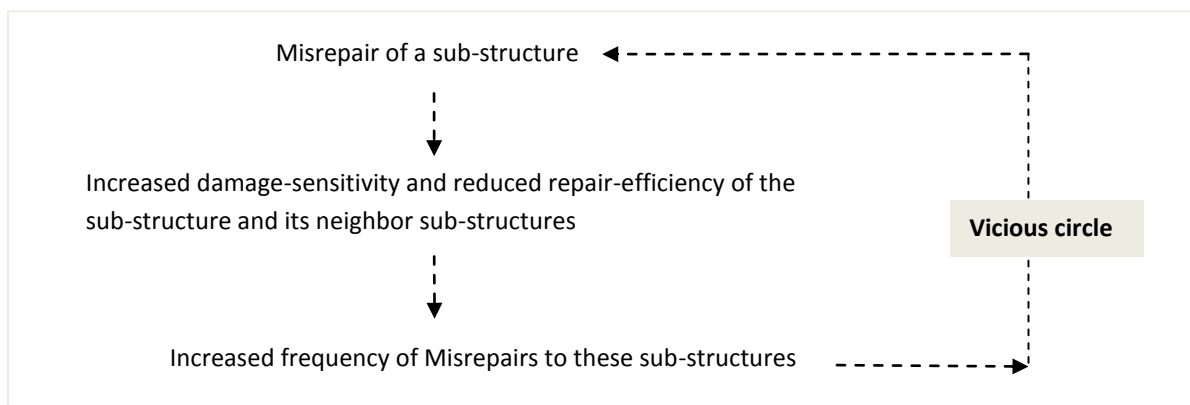 Misrepair of a sub-structure
Increased damage-sensitivity and reduced repair-efficiency of the
sub-structure and its neighbor sub-structures
Vicious circle
Increased frequency of Misrepairs to these sub-structures